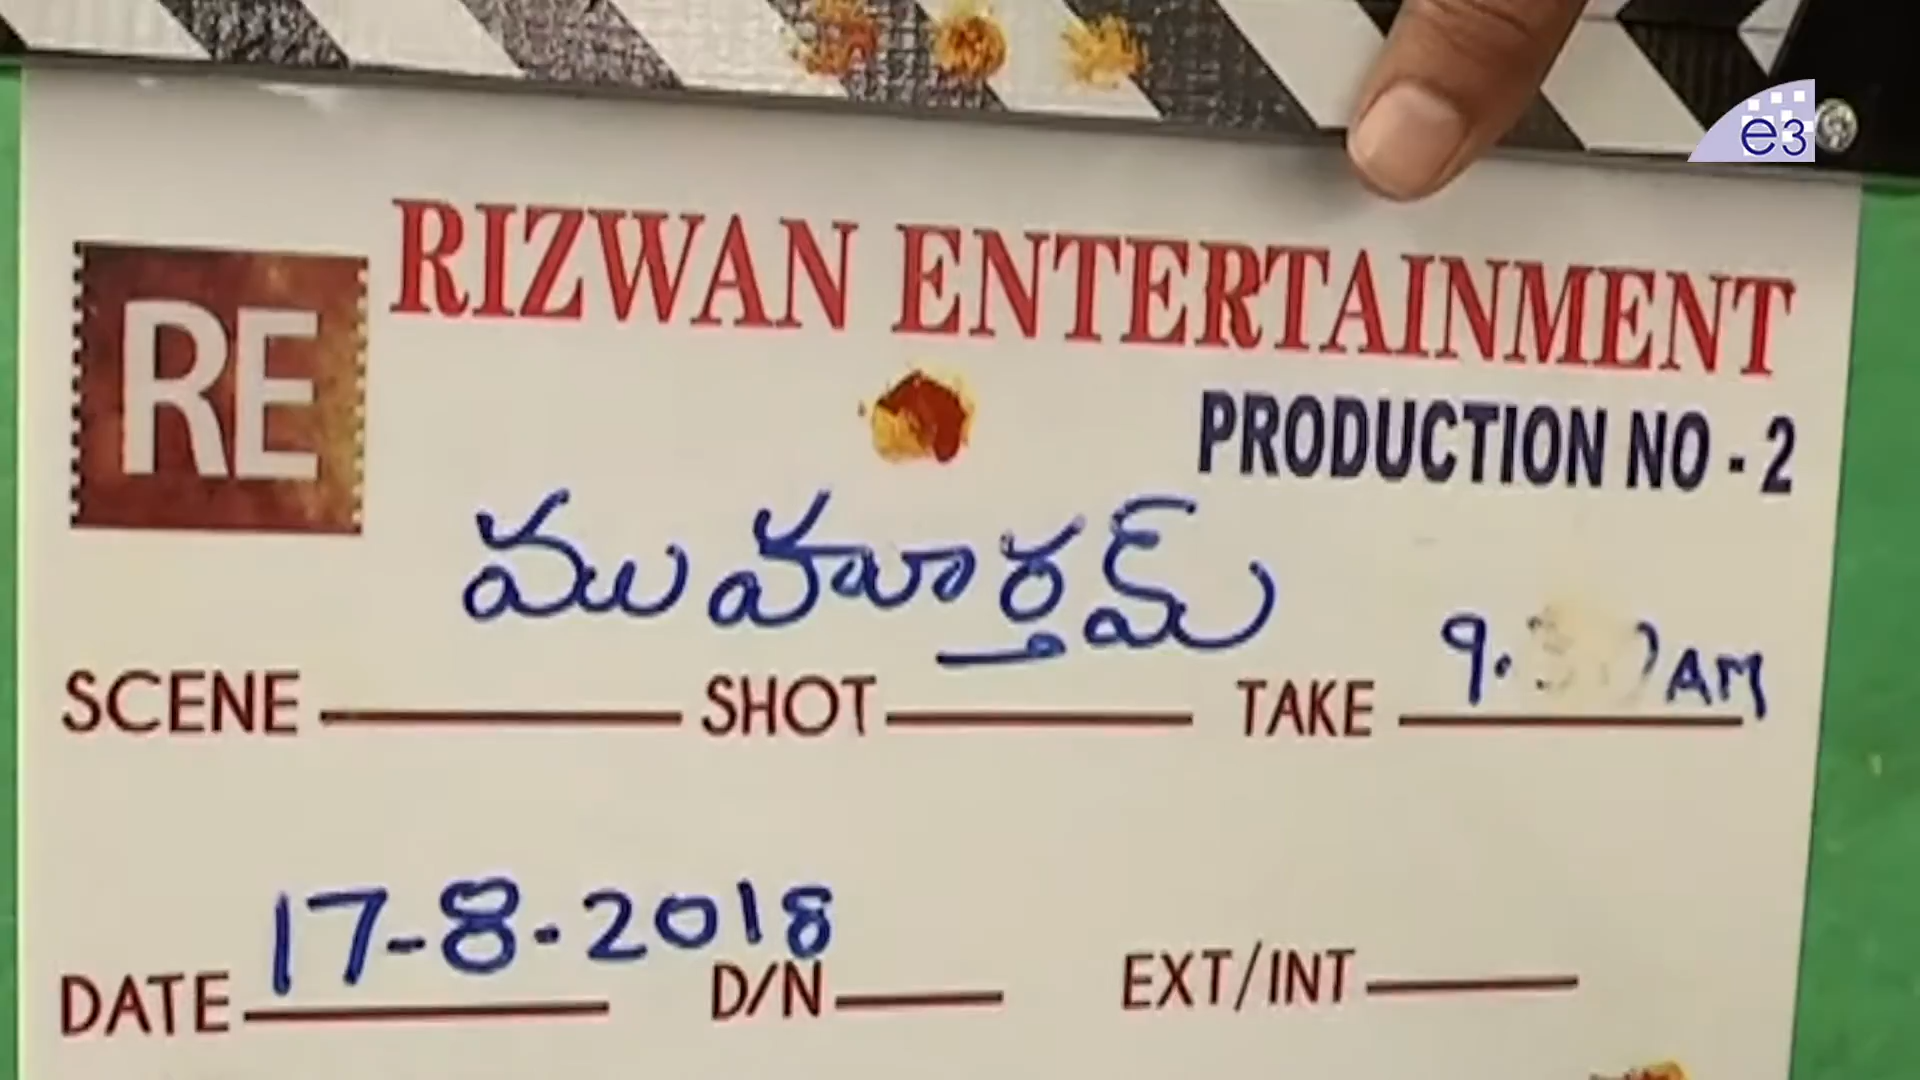 e3
RIZWAN ENTERTAINMENT
RE
PRODUCTION NO - 2
ముహూర్తమ్
SCENE SHOT TAKE AM
17-8-2018
DATE D/N EXT/INT